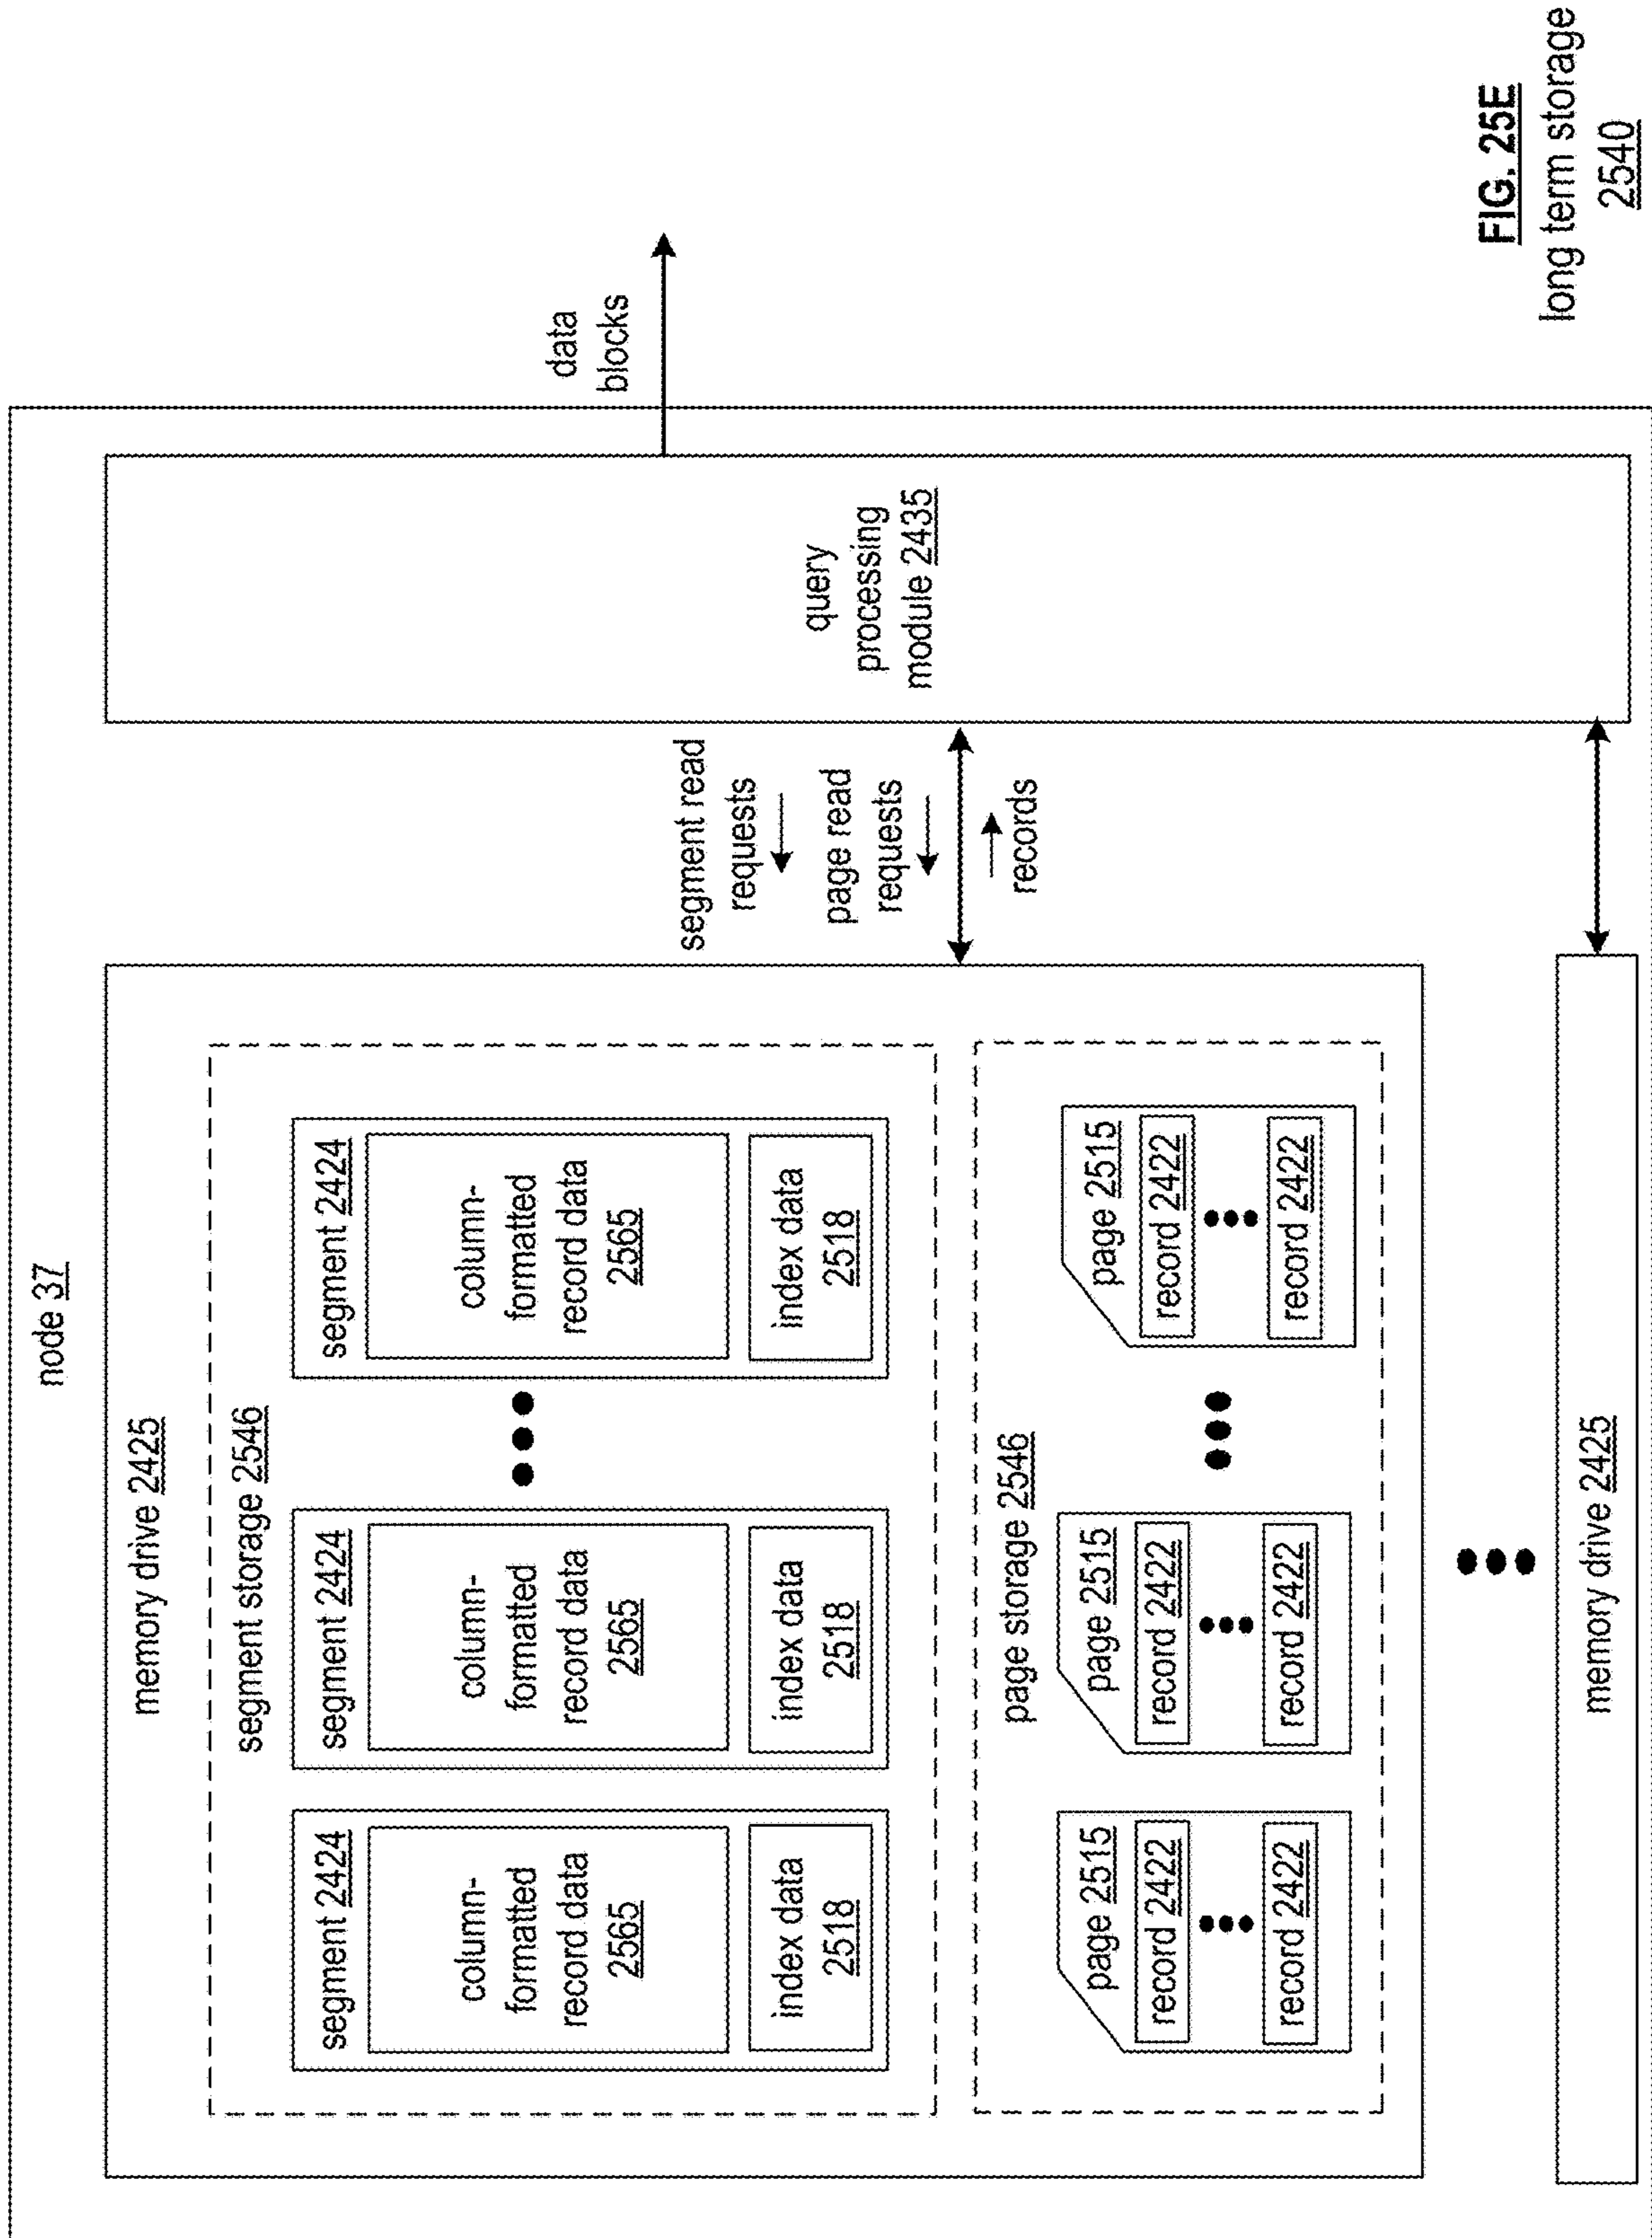 node 37
memory drive 2425
segment storage 2546
segment 2424
column-
formatted
record data
2565
index data
2518
segment 2424
column-
formatted
record data
2565
index data
2518
segment 2424
column-
formatted
record data
2565
index data
2518
page storage 2546
page 2515
record 2422
record 2422
page 2515
record 2422
record 2422
page 2515
record 2422
record 2422
memory drive 2425
segment read
requests
page read
requests
records
query
processing
module 2435
data
blocks
FIG. 25E
long term storage
2540